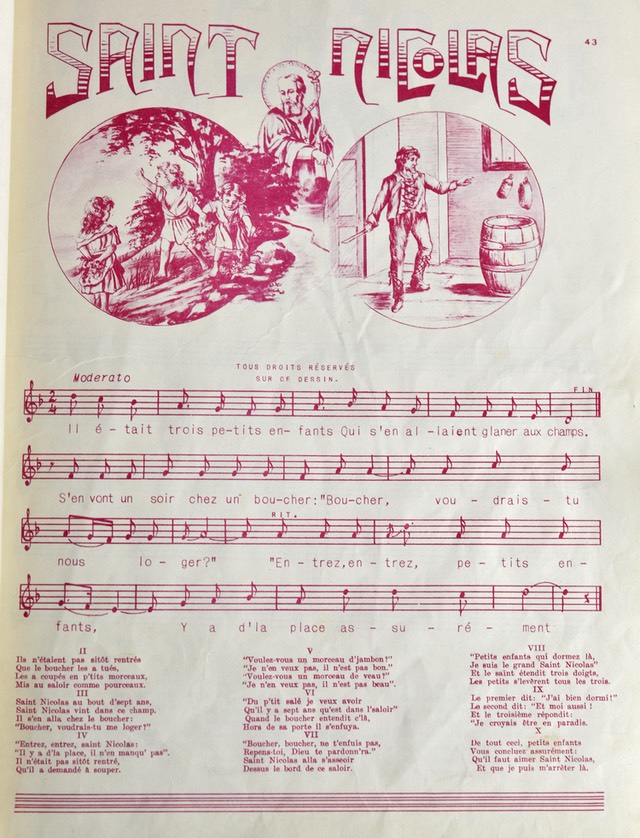 SAINT NICOLAS
43
TOUS DROITS RÉSERVÉS
SUR CE DESSIN.
Moderato
FIN
Il é-tait trois pe-tits en-fants Qui s'en al-laient glaner aux champs.
S'en vont un soir chez un bou-cher:"Bou-cher, vou-drais-tu
RIT.
nous lo-ger?" "En-trez,en-trez, pe-tits en-
fants, Y a d'la place as-su-ré-ment
II
Ils n'étaient pas sitôt rentrés
Que le boucher les a tués,
Les a coupés en p'tits morceaux,
Mis au saloir comme pourceaux.
III
Saint Nicolas au bout d'sept ans,
Saint Nicolas vint dans ce champ,
Il s'en alla chez le boucher:
"Boucher, voudrais-tu me loger?"
IV
"Entrez, entrez, saint Nicolas:
"Il y a d'la place, il n'en manqu' pas".
Il n'était pas sitôt rentré,
Qu'il a demandé à souper.
V
"Voulez-vous un morceau d'jambon!"
"Je n'en veux pas, il n'est pas bon."
"Voulez-vous un morceau de veau?"
"Je n'en veux pas, il n'est pas beau".
VI
"Du p'tit salé je veux avoir
Qu'il y a sept ans qu'est dans l'saloir"
Quand le boucher entendit c'là,
Hors de sa porte il s'enfuya.
VII
"Boucher, boucher, ne t'enfuis pas,
Repens-toi, Dieu te pardonn'ra."
Saint Nicolas alla s'asseoir
Dessus le bord de ce saloir.
VIII
"Petits enfants qui dormez là,
Je suis le grand Saint Nicolas"
Et le saint étendit trois doigts,
Les petits s'levèrent tous les trois.
IX
Le premier dit: "J'ai bien dormi!"
Le second dit: "Et moi aussi!
Et le troisième répondit:
"Je croyais être en paradis.
X
De tout ceci, petits enfants
Vous concluez assurément:
Qu'il faut aimer Saint Nicolas,
Et que je puis m'arrêter là.